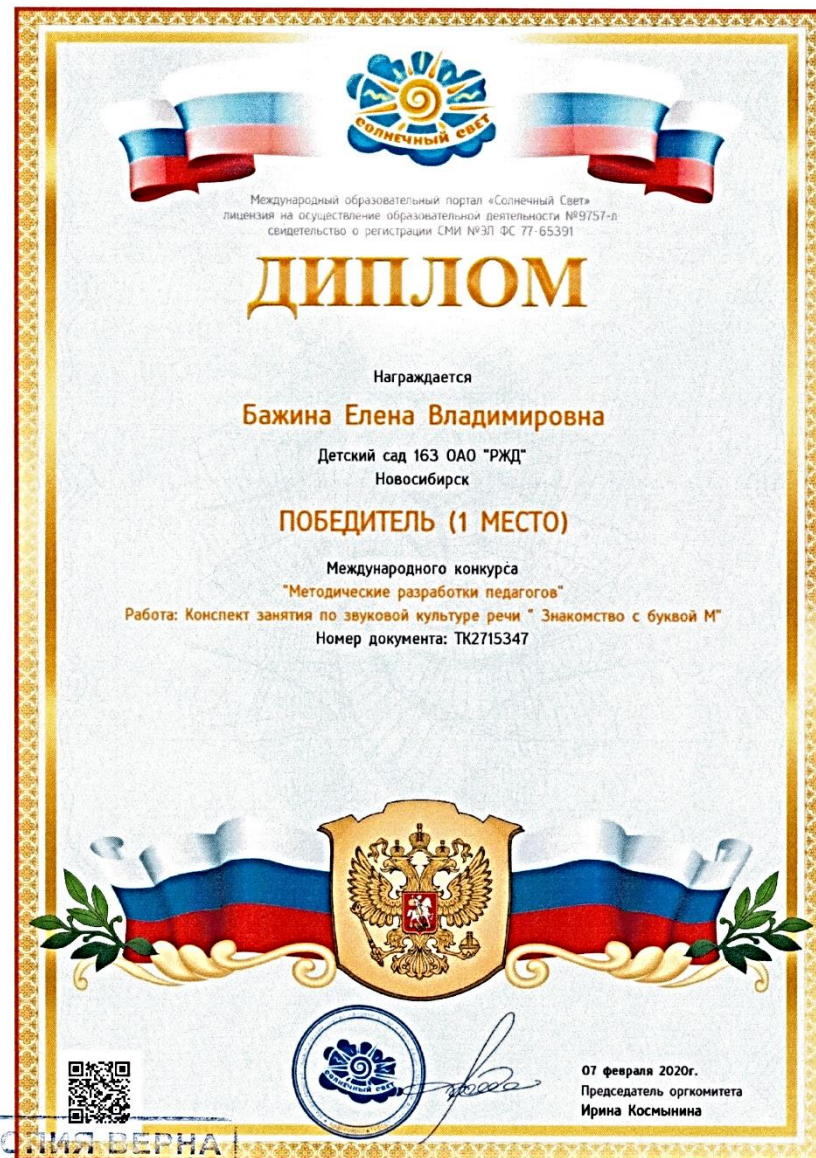 СОЛНЕЧНЫЙ СВЕТ
Международный образовательный портал «Солнечный Свет»
лицензия на осуществление образовательной деятельности №9757-л
свидетельство о регистрации СМИ №ЭЛ ФС 77-65391
ДИПЛОМ
Награждается
Бажина Елена Владимировна
Детский сад 163 ОАО "РЖД"
Новосибирск
ПОБЕДИТЕЛЬ (1 МЕСТО)
Международного конкурса
"Методические разработки педагогов"
Работа: Конспект занятия по звуковой культуре речи " Знакомство с буквой М"
Номер документа: ТК2715347
СОЛНЕЧНЫЙ СВЕТ
07 февраля 2020г.
Председатель оргкомитета
Ирина Космынина
ВЕРНА